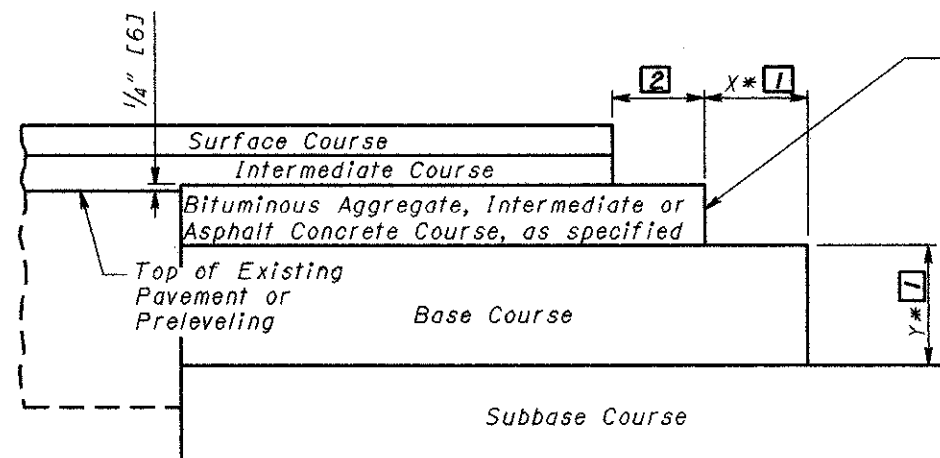 1/4" [6]
2
X* 1
Surface Course
Intermediate Course
Bituminous Aggregate, Intermediate or
Asphalt Concrete Course, as specified
Top of Existing
Pavement or
Preleveling
Base Course
Y* 1
Subbase Course